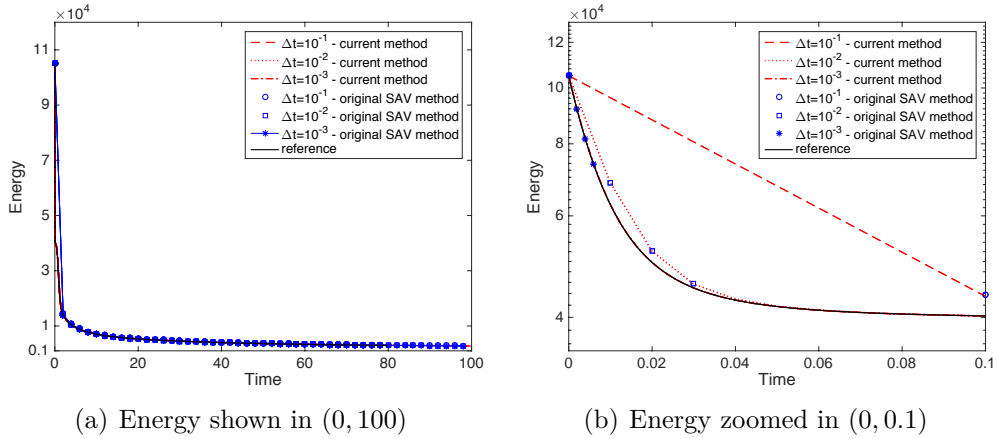 ×10⁴
11
9
7
5
3
1
0.1
0
20
40
60
80
100
Energy
Time
Δt=10⁻¹ - current method
Δt=10⁻² - current method
Δt=10⁻³ - current method
Δt=10⁻¹ - original SAV method
Δt=10⁻² - original SAV method
Δt=10⁻³ - original SAV method
reference
(a) Energy shown in (0, 100)
×10⁴
12
10
8
6
4
0
0.02
0.04
0.06
0.08
0.1
Energy
Time
Δt=10⁻¹ - current method
Δt=10⁻² - current method
Δt=10⁻³ - current method
Δt=10⁻¹ - original SAV method
Δt=10⁻² - original SAV method
Δt=10⁻³ - original SAV method
reference
(b) Energy zoomed in (0, 0.1)